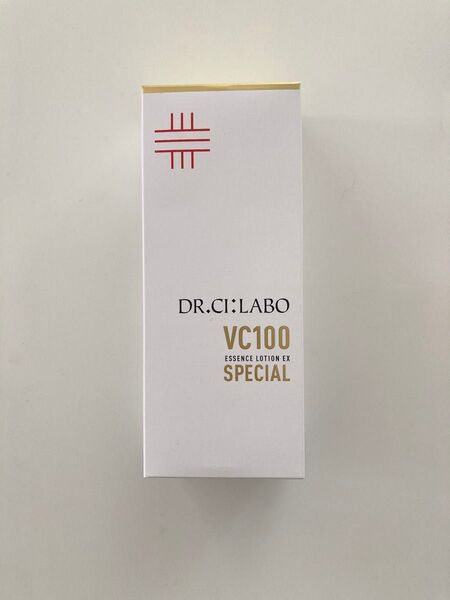 DR.CI:LABO
VC100
ESSENCE LOTION EX
SPECIAL